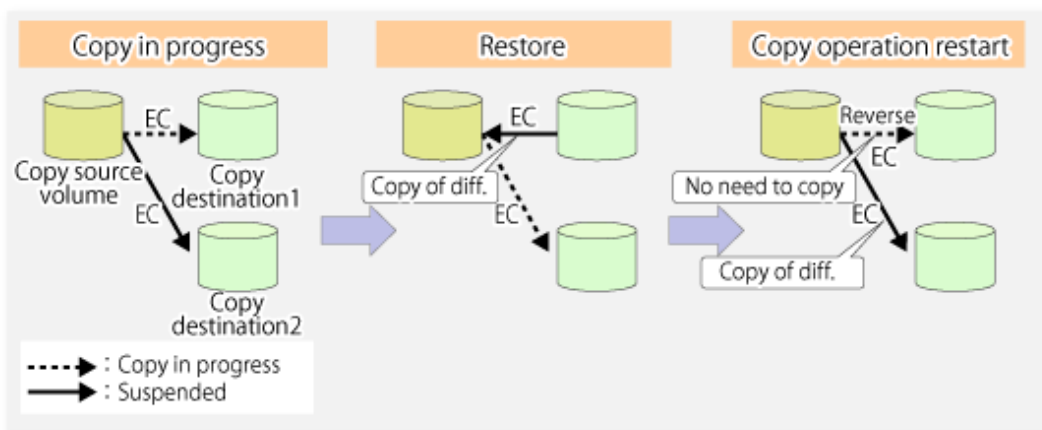 Copy in progress
EC
Copy source
volume
Copy
destination1
EC
Copy
destination2
: Copy in progress
: Suspended
Restore
EC
Copy of diff.
EC
Copy operation restart
Reverse
EC
No need to copy
EC
Copy of diff.